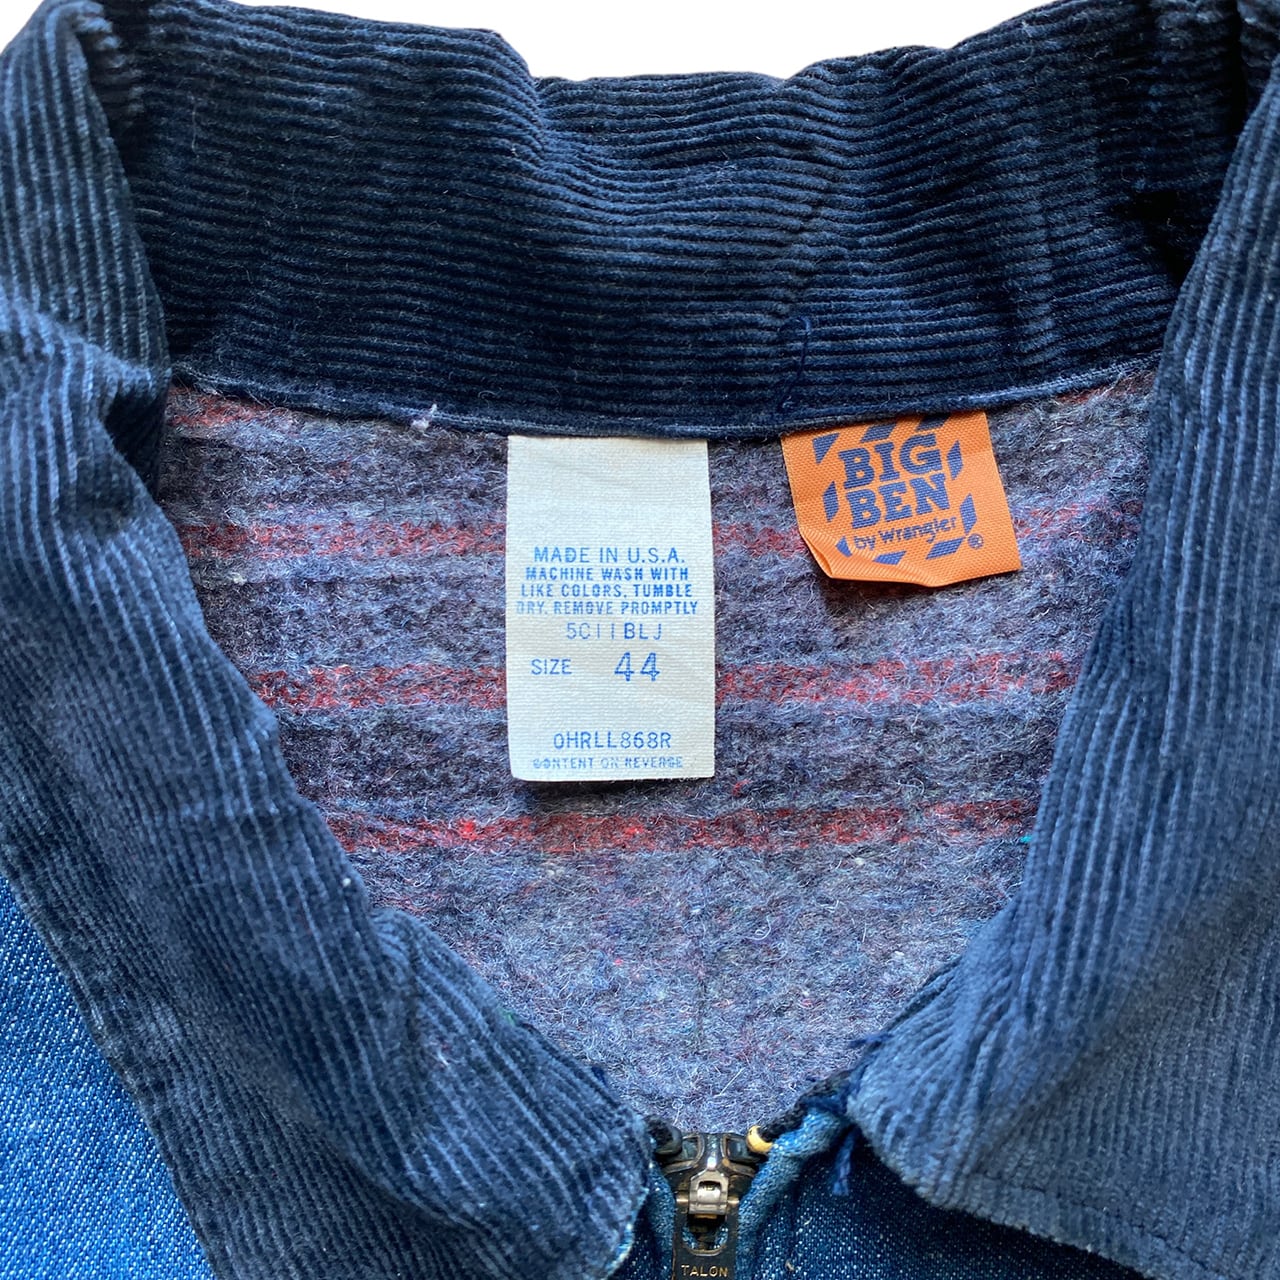 MADE IN U.S.A.
MACHINE WASH WITH
LIKE COLORS, TUMBLE
DRY. REMOVE PROMPTLY
5C11BLJ
SIZE 44
OHRLL868R
CONTENT ON REVERSE
BIG
BEN
by Wrangler
®
TALON